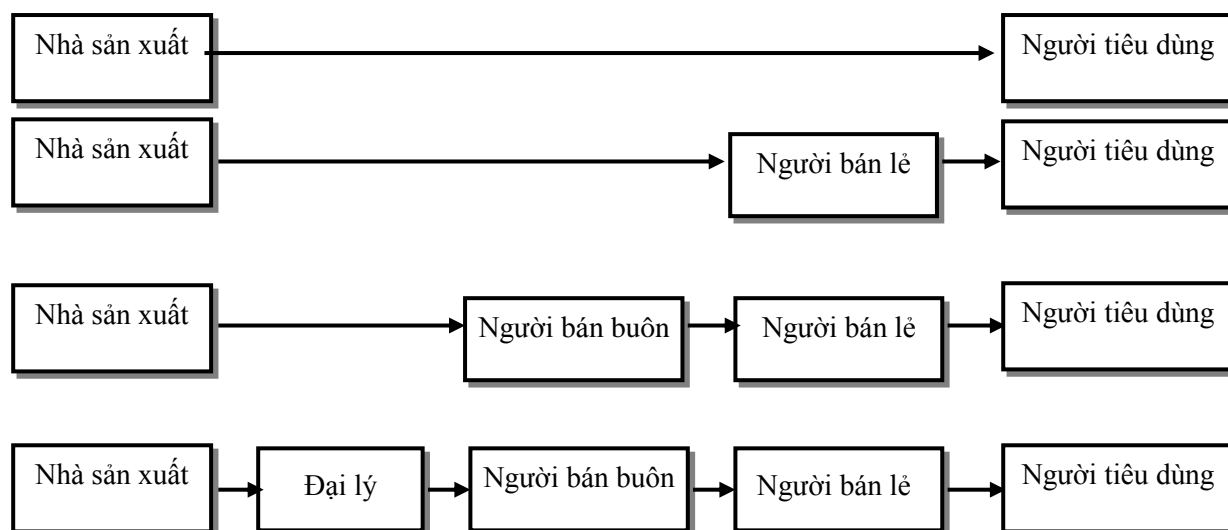 Nhà sản xuất
Người tiêu dùng
Nhà sản xuất
Người bán lẻ
Người tiêu dùng
Nhà sản xuất
Người bán buôn
Người bán lẻ
Người tiêu dùng
Nhà sản xuất
Đại lý
Người bán buôn
Người bán lẻ
Người tiêu dùng